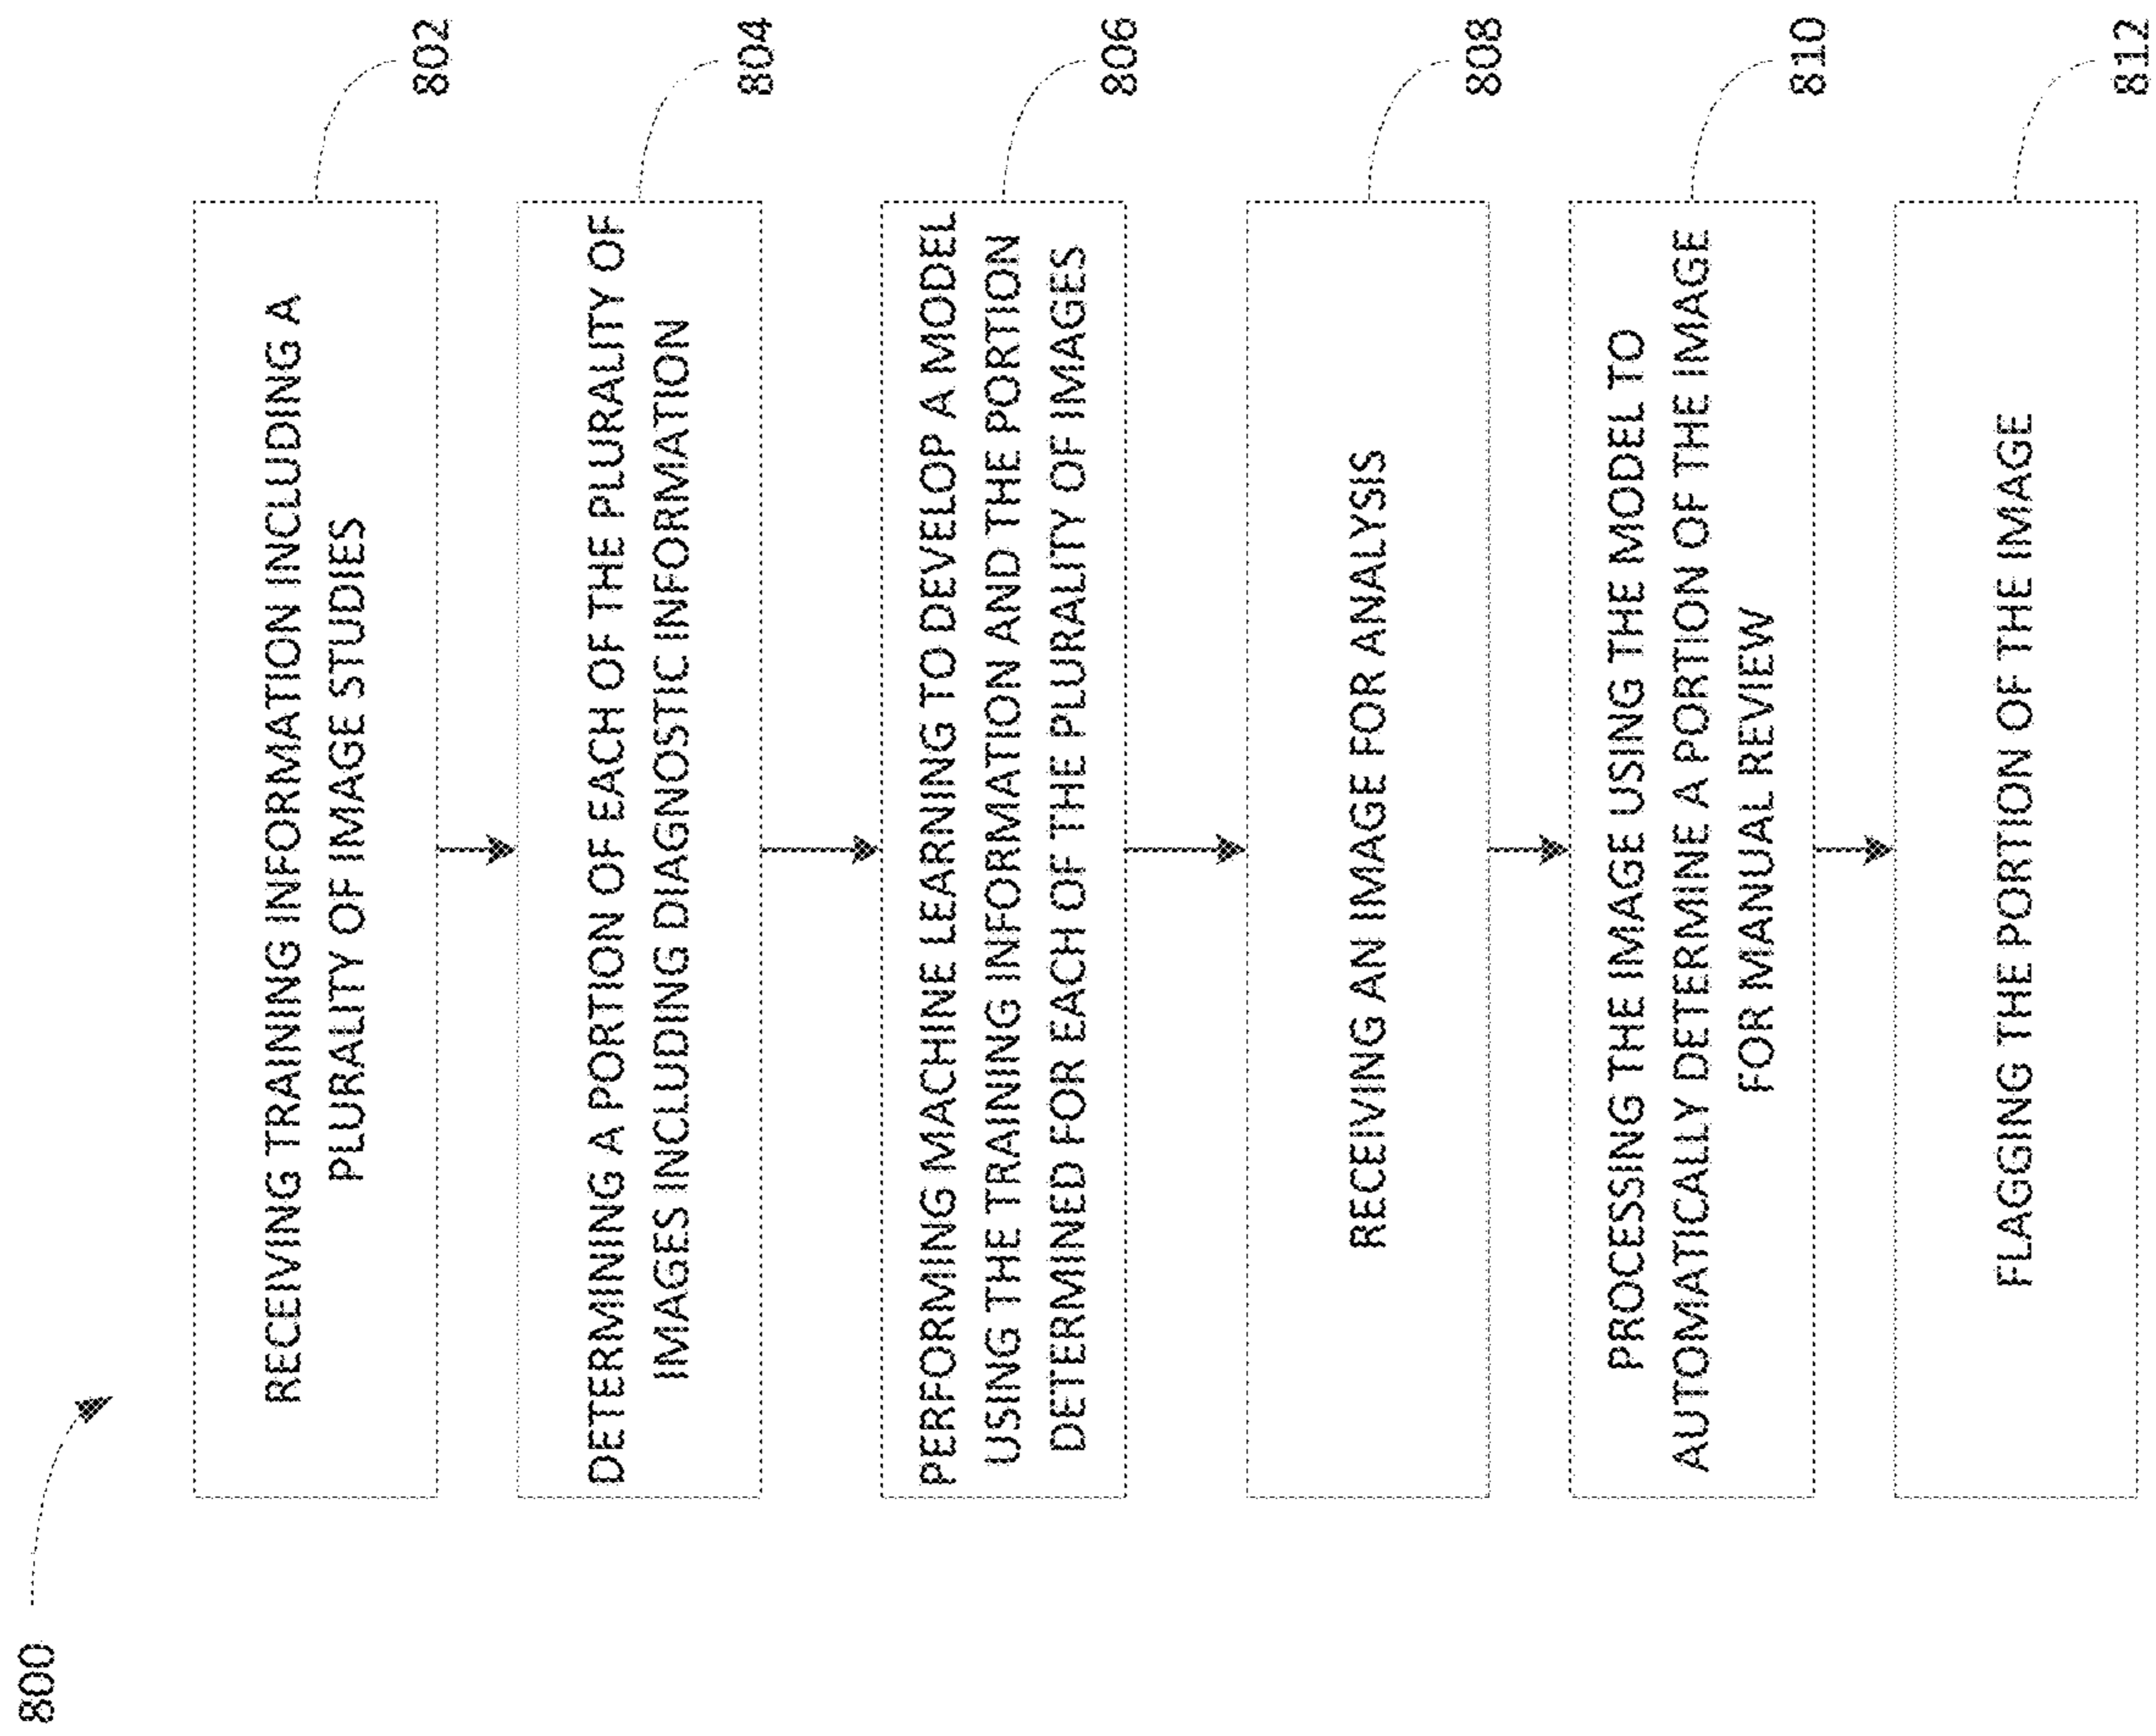 800
RECEIVING TRAINING INFORMATION INCLUDING A
PLURALITY OF IMAGE STUDIES
802
DETERMINING A PORTION OF EACH OF THE PLURALITY OF
IMAGES INCLUDING DIAGNOSTIC INFORMATION
804
PERFORMING MACHINE LEARNING TO DEVELOP A MODEL
USING THE TRAINING INFORMATION AND THE PORTION
DETERMINED FOR EACH OF THE PLURALITY OF IMAGES
806
RECEIVING AN IMAGE FOR ANALYSIS
808
PROCESSING THE IMAGE USING THE MODEL TO
AUTOMATICALLY DETERMINE A PORTION OF THE IMAGE
FOR MANUAL REVIEW
810
FLAGGING THE PORTION OF THE IMAGE
812